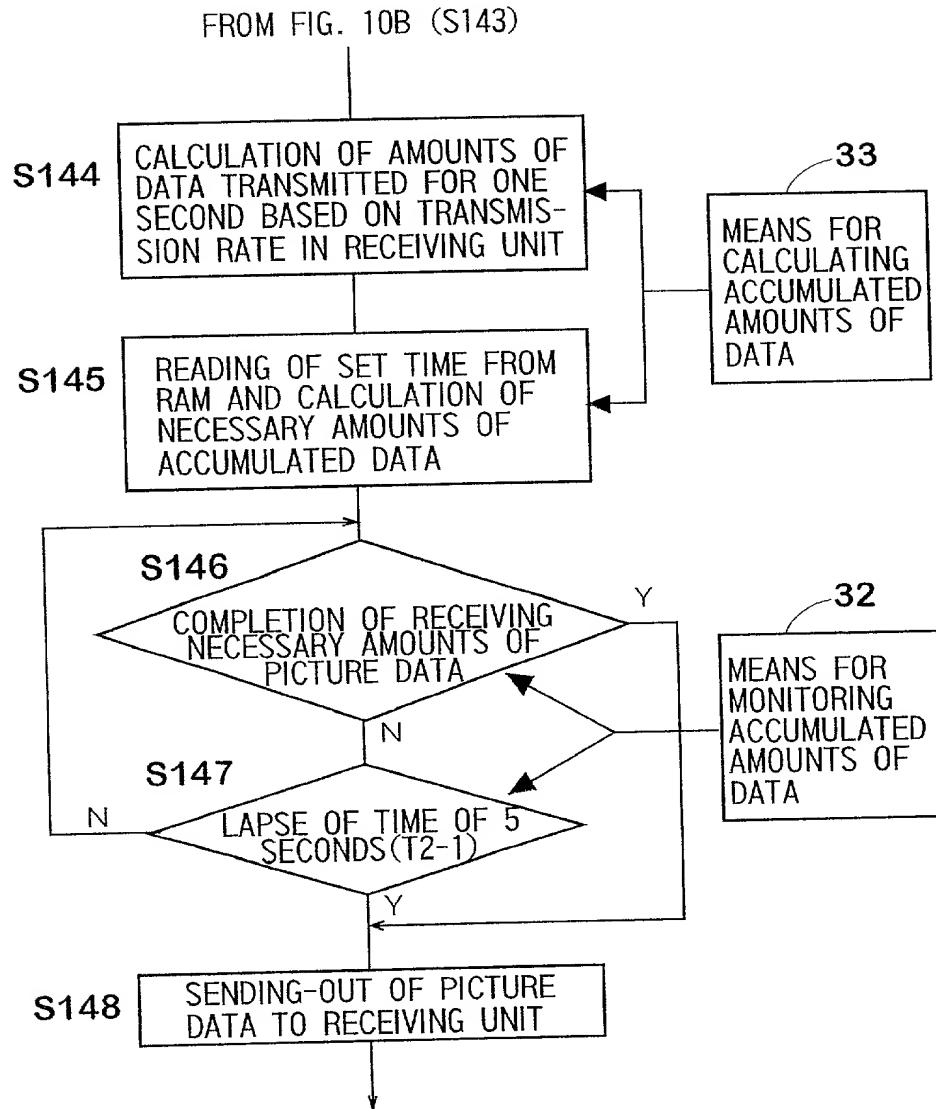 FROM FIG. 10B (S143)
S144
CALCULATION OF AMOUNTS OF
DATA TRANSMITTED FOR ONE
SECOND BASED ON TRANSMIS-
SION RATE IN RECEIVING UNIT
33
MEANS FOR
CALCULATING
ACCUMULATED
AMOUNTS OF
DATA
S145
READING OF SET TIME FROM
RAM AND CALCULATION OF
NECESSARY AMOUNTS OF
ACCUMULATED DATA
S146
COMPLETION OF RECEIVING
NECESSARY AMOUNTS OF
PICTURE DATA
Y
N
32
MEANS FOR
MONITORING
ACCUMULATED
AMOUNTS OF
DATA
S147
N
LAPSE OF TIME OF 5
SECONDS(T2-1)
Y
S148
SENDING-OUT OF PICTURE
DATA TO RECEIVING UNIT